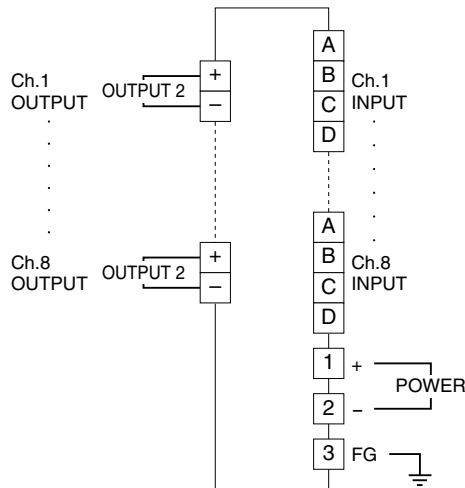 Ch.1
OUTPUT
OUTPUT 2
+
–
A
B
C
D
Ch.1
INPUT
Ch.8
OUTPUT
OUTPUT 2
+
–
A
B
C
D
Ch.8
INPUT
1 +
POWER
2 –
3 FG